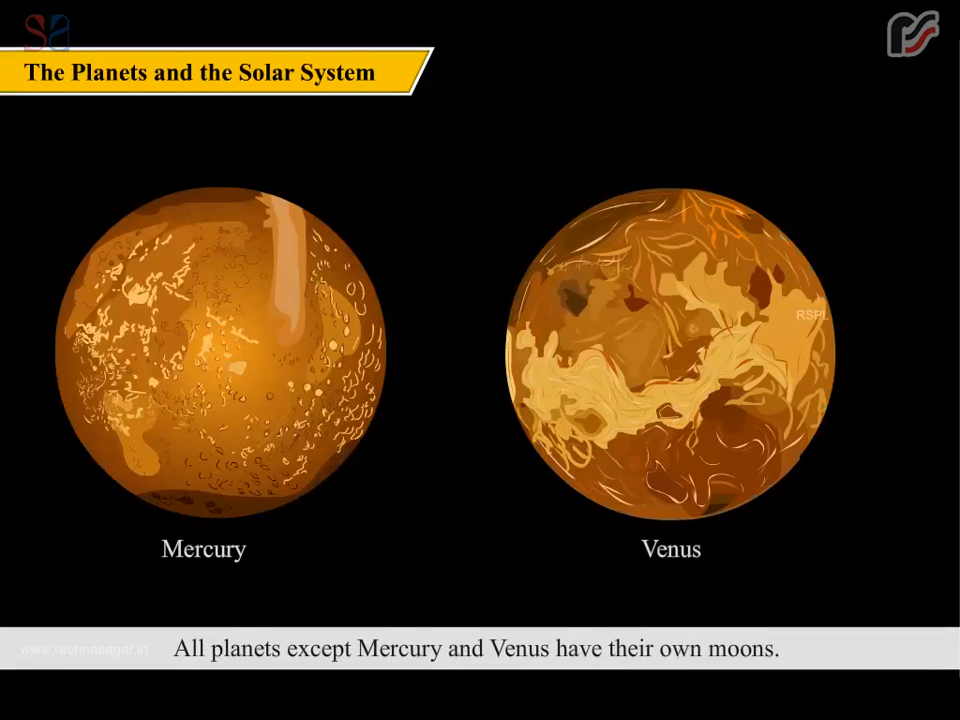 The Planets and the Solar System
RSPL
Mercury
Venus
www.rachnasagar.in
All planets except Mercury and Venus have their own moons.